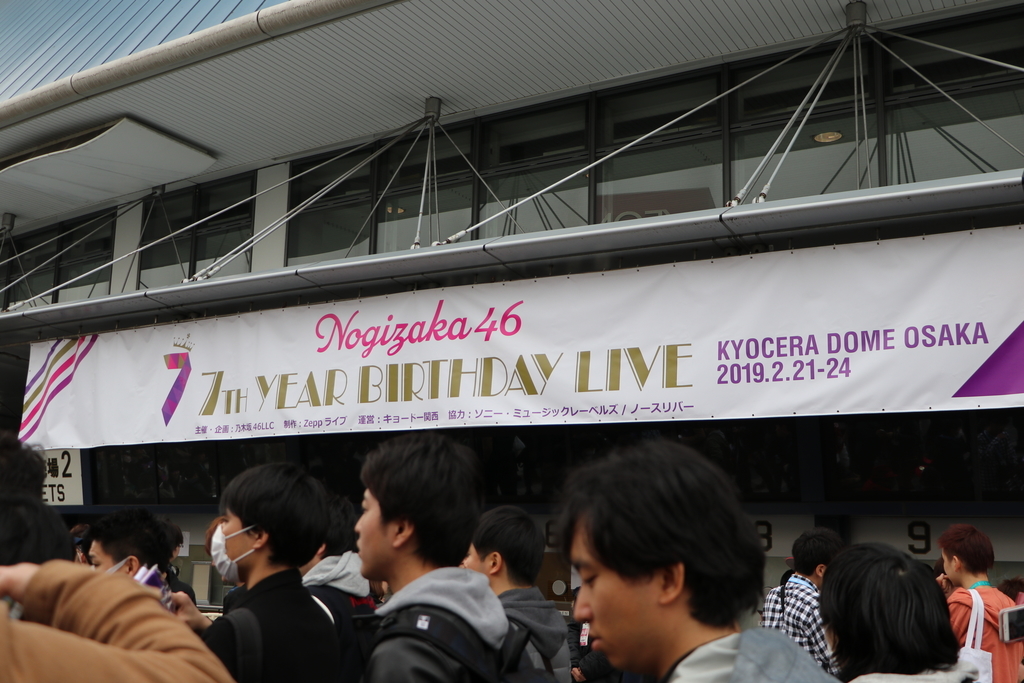 Nogizaka46
7
7TH YEAR BIRTHDAY LIVE
KYOCERA DOME OSAKA
2019.2.21-24
主催・企画：乃木坂46LLC 制作：Zeppライブ 運営：キョードー関西 協力：ソニー・ミュージックレーベルズ / ノースリバー
場2
ETS
9